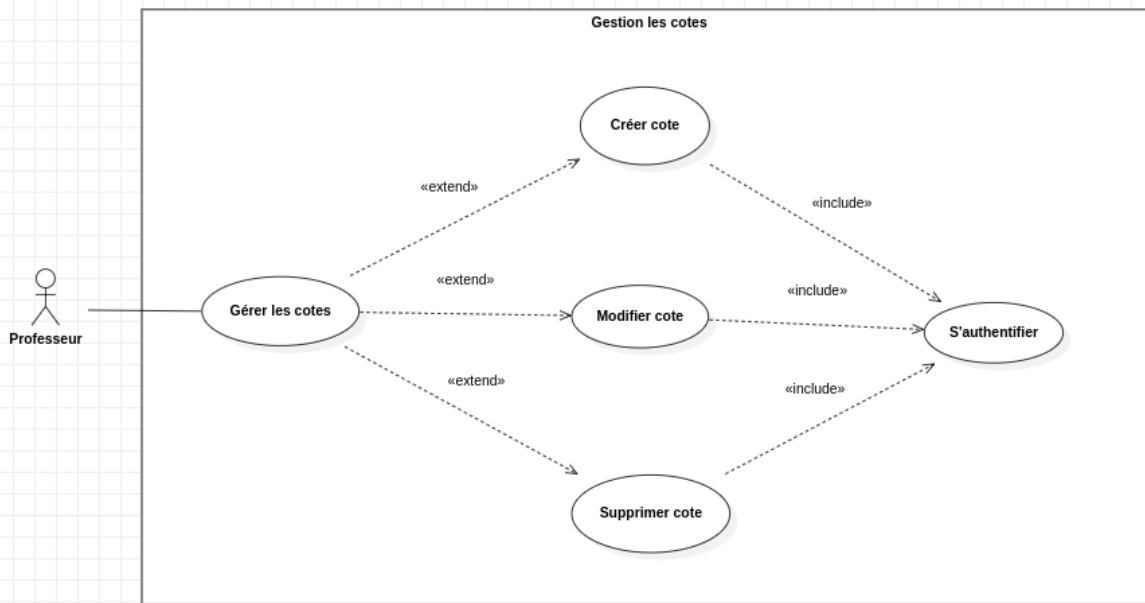 Gestion les cotes
Créer cote
«extend»
«include»
«extend»
«include»
Gérer les cotes
Modifier cote
S'authentifier
Professeur
«extend»
«include»
Supprimer cote